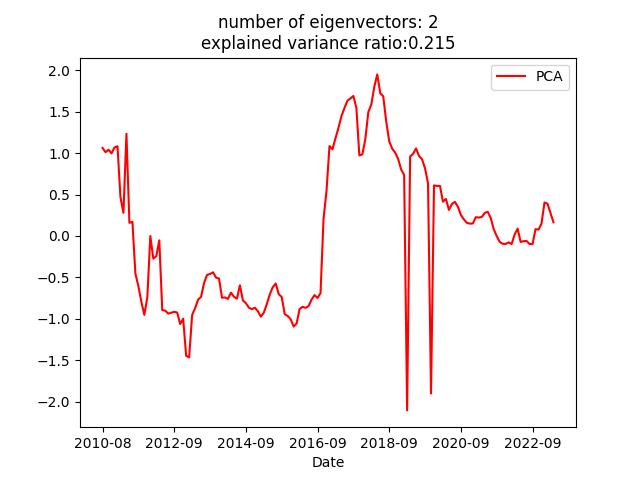 number of eigenvectors: 2
explained variance ratio:0.215
PCA
2.0
1.5
1.0
0.5
0.0
−0.5
−1.0
−1.5
−2.0
2010-08 2012-09 2014-09 2016-09 2018-09 2020-09 2022-09
Date